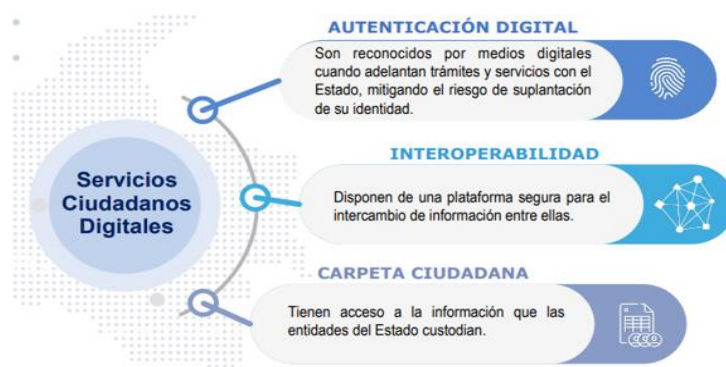 AUTENTICACIÓN DIGITAL
Son reconocidos por medios digitales
cuando adelantan trámites y servicios con el
Estado, mitigando el riesgo de suplantación
de su identidad.
Servicios
Ciudadanos
Digitales
INTEROPERABILIDAD
Disponen de una plataforma segura para el
intercambio de información entre ellas.
CARPETA CIUDADANA
Tienen acceso a la información que las
entidades del Estado custodian.